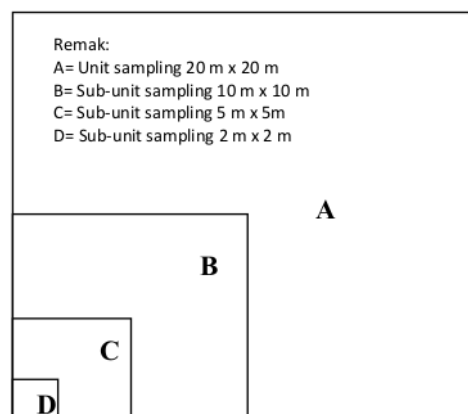 Remak:
A= Unit sampling 20 m x 20 m
B= Sub-unit sampling 10 m x 10 m
C= Sub-unit sampling 5 m x 5m
D= Sub-unit sampling 2 m x 2 m
A
B
C
D